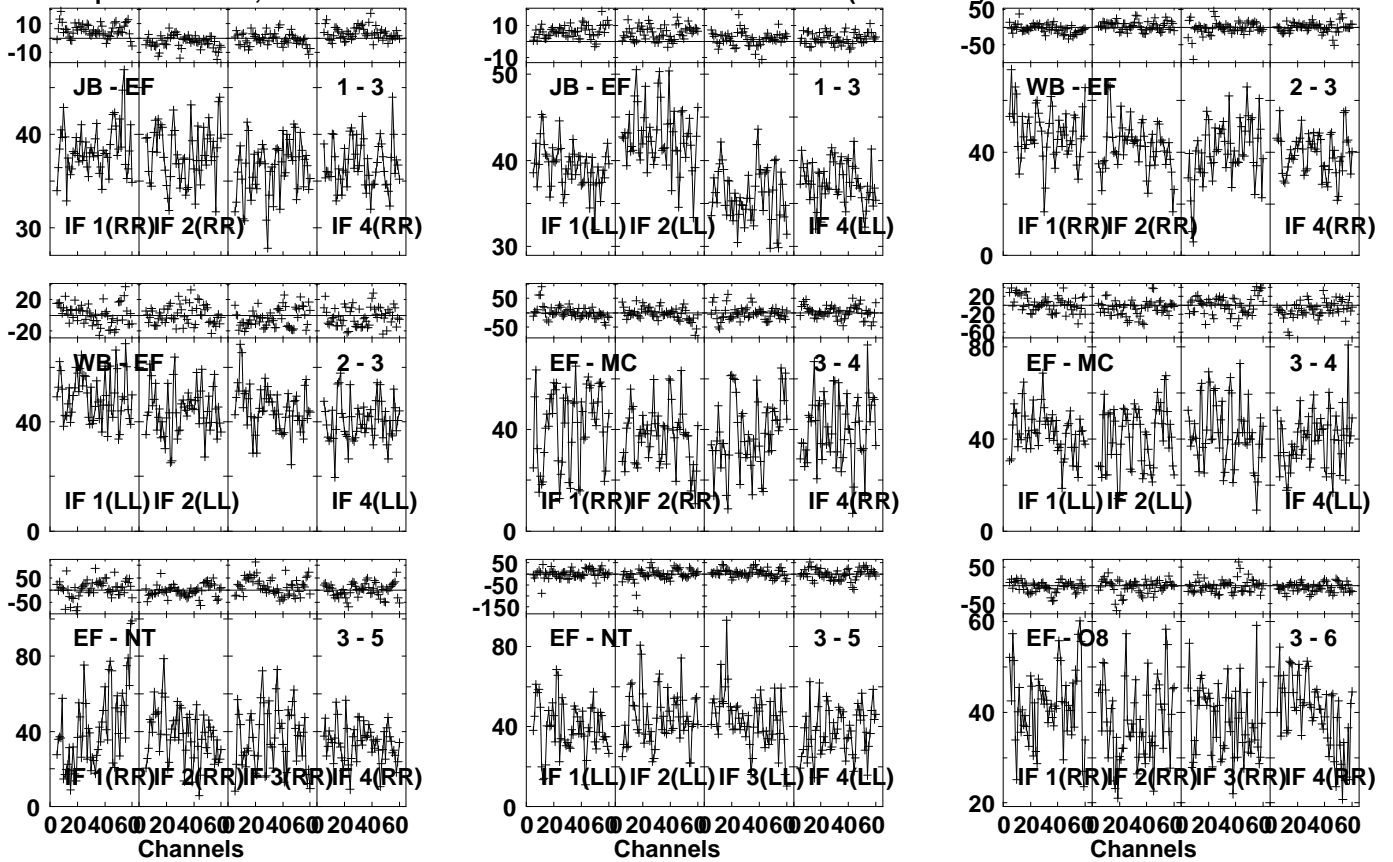 10 10 50
-10 -10 -50
JB - EF 1 - 3 50 JB - EF 1 - 3 WB - EF 2 - 3
40 40 40
30 IF 1(RR) IF 2(RR) IF 4(RR) 30 IF 1(LL) IF 2(LL) IF 4(LL) 0 IF 1(RR) IF 2(RR) IF 4(RR)
20 50 20
-20 -50 -20
-60
WB - EF 2 - 3 EF - MC 3 - 4 80 EF - MC 3 - 4
40 40 40
IF 1(LL) IF 2(LL) IF 4(LL) IF 1(RR) IF 2(RR) IF 4(RR) IF 1(LL) IF 2(LL) IF 4(LL)
0 0 0
50 50 50
-50 -150 -50
EF - NT 3 - 5 EF - NT 3 - 5 60 EF - O8 3 - 6
80 80
40 40 40
IF 1(RR) IF 2(RR) IF 3(RR) IF 4(RR) IF 1(LL) IF 2(LL) IF 3(LL) IF 4(LL) IF 1(RR) IF 2(RR) IF 3(RR) IF 4(RR)
0 0 20
0 204060 0 204060 0 204060 0 204060 0 204060 0 204060 0 204060 0 204060 0 204060 0 204060 0 204060 0 204060
Channels Channels Channels